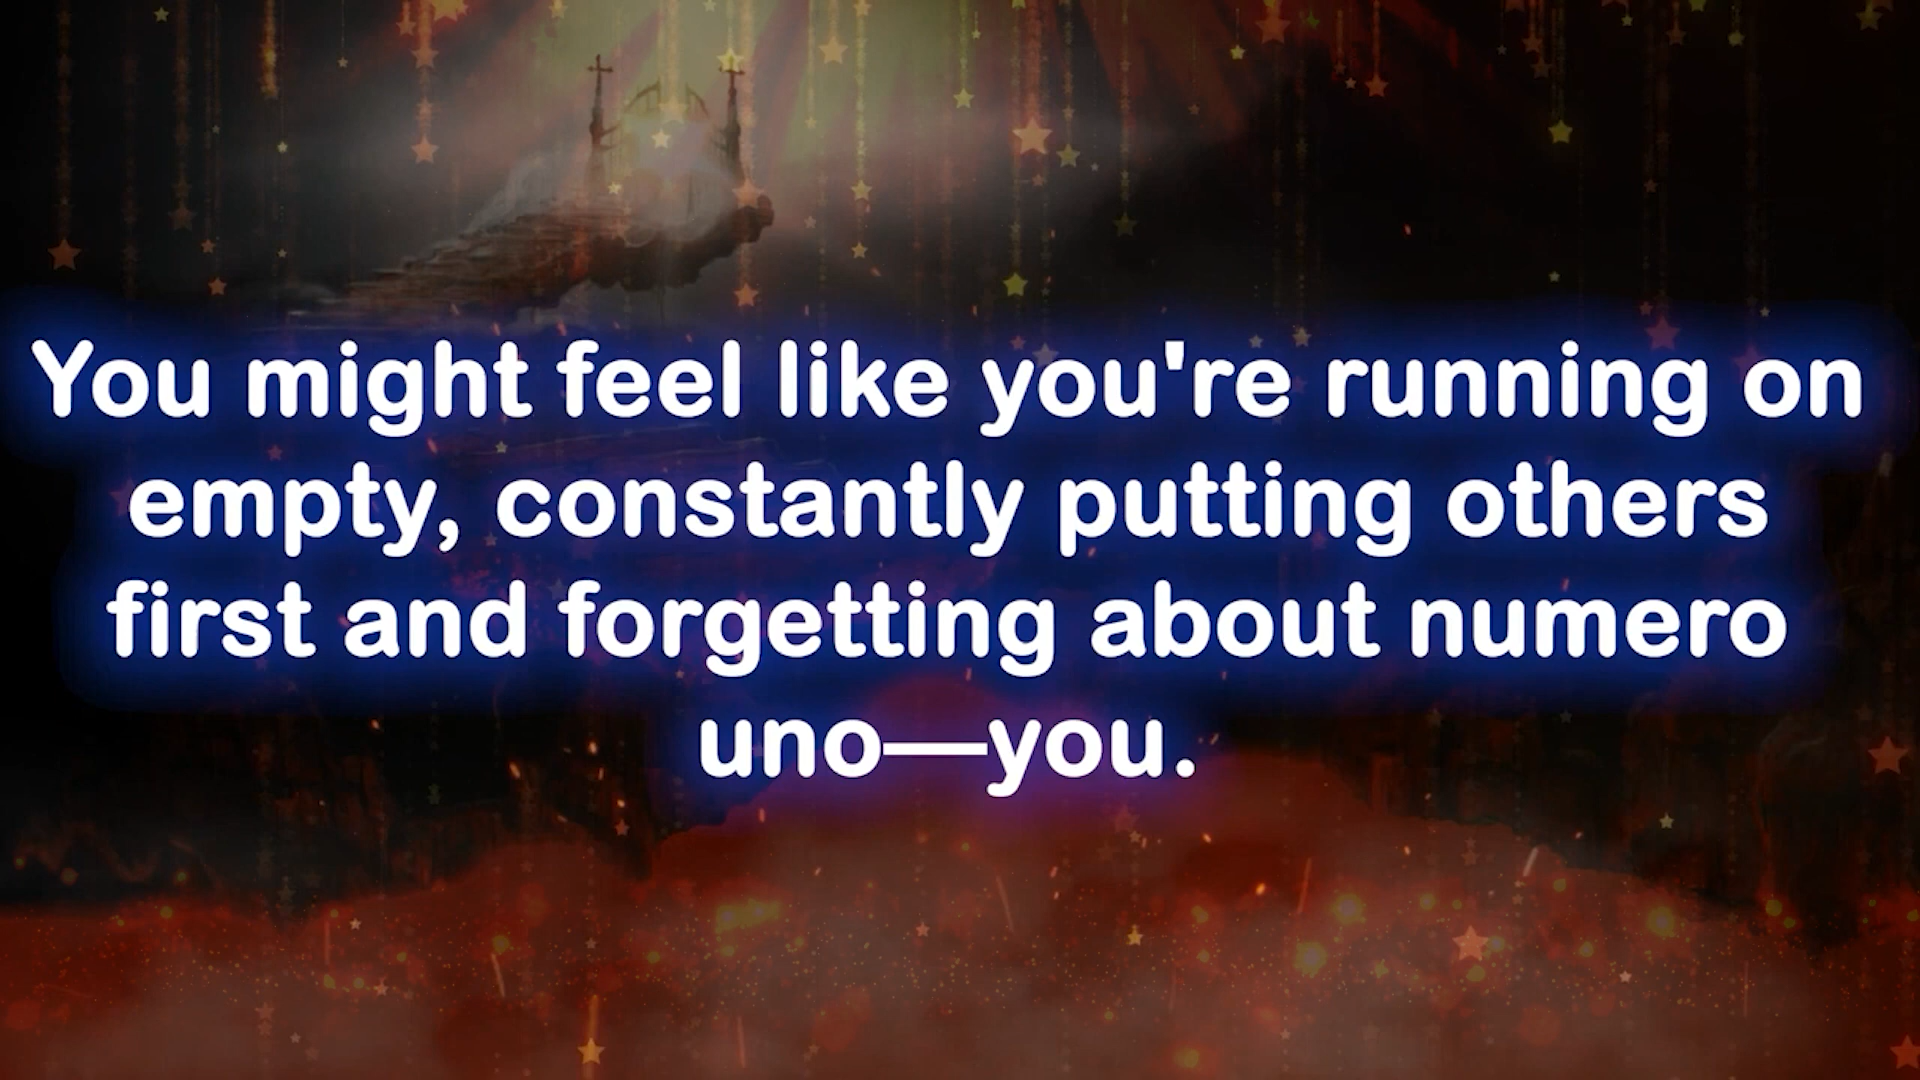 You might feel like you're running on
empty, constantly putting others
first and forgetting about numero
uno—you.